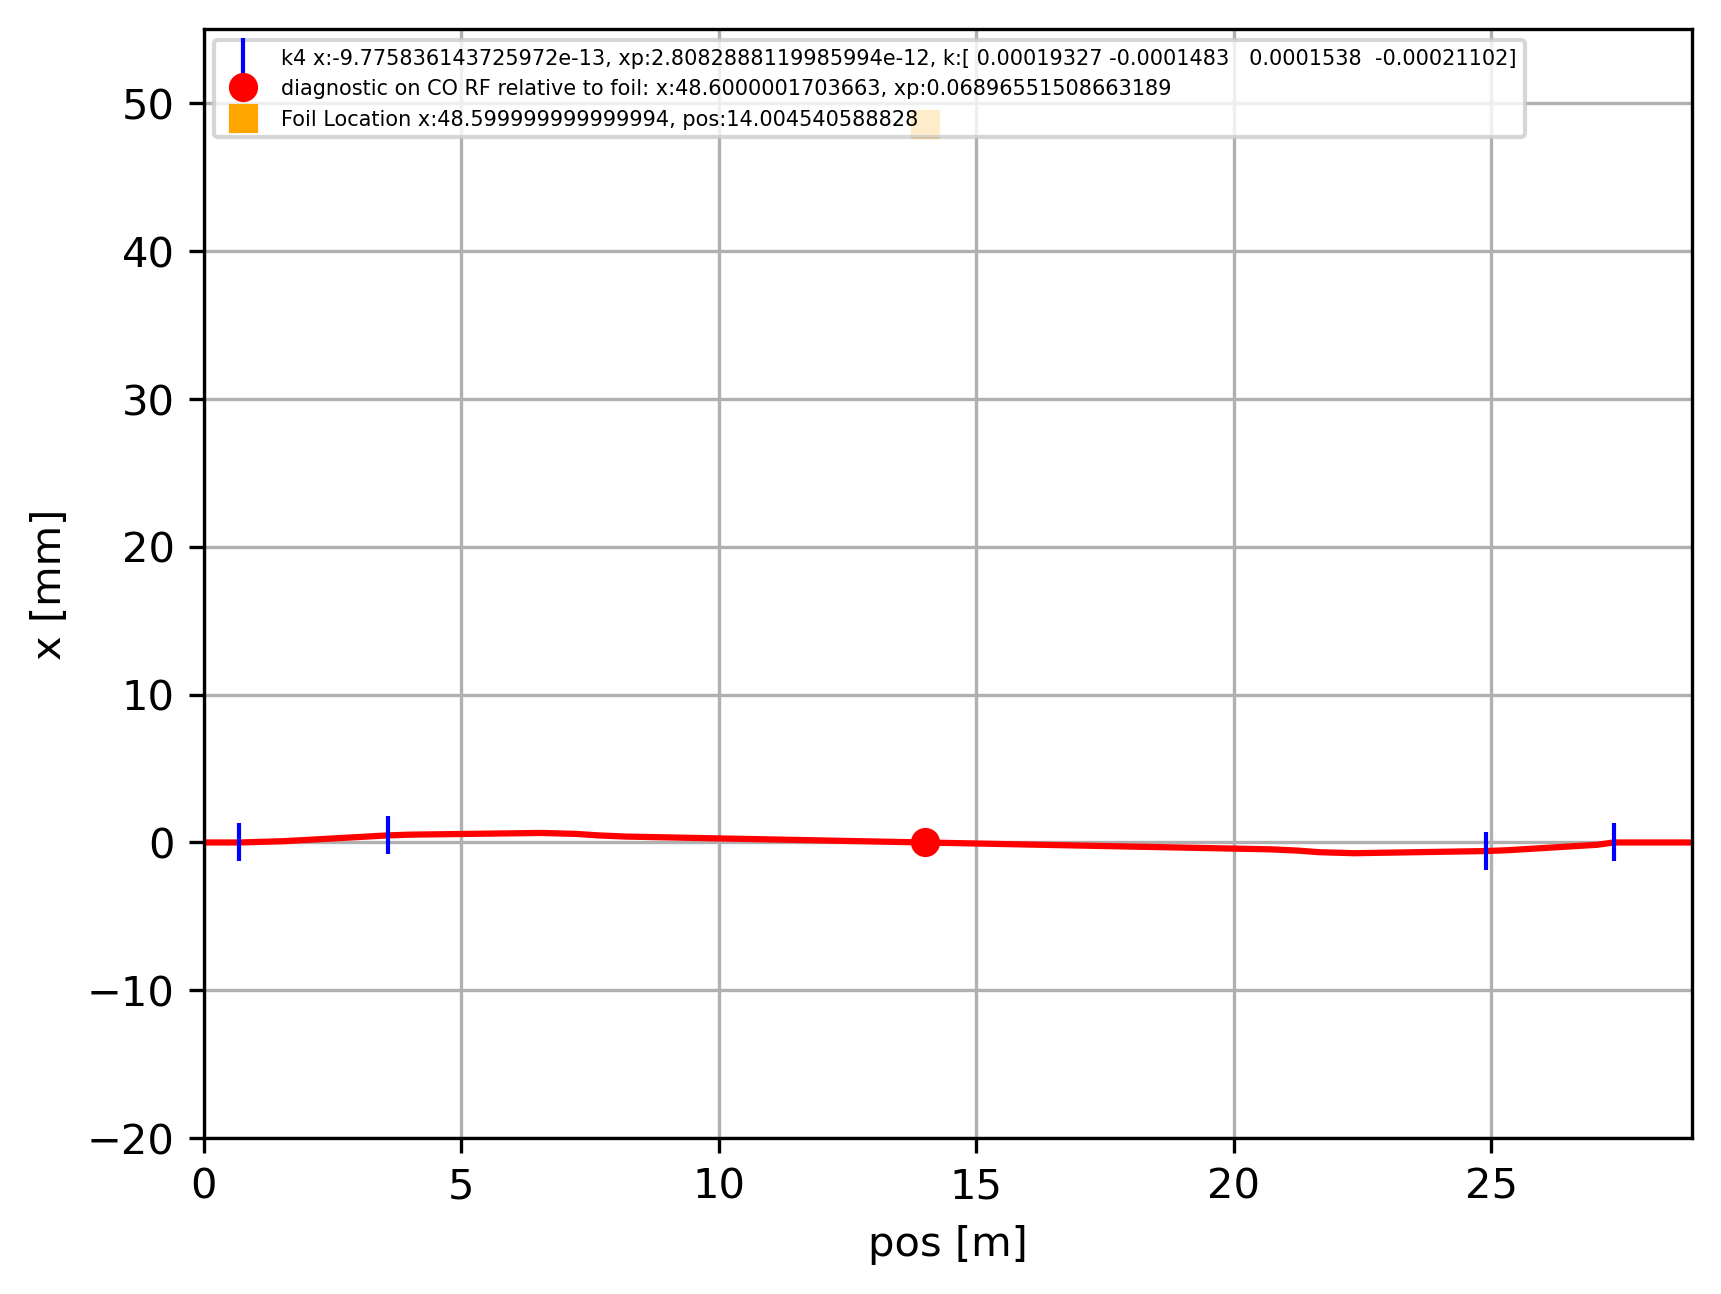 k4 x:-9.775836143725972e-13, xp:2.8082888119985994e-12, k:[ 0.00019327 -0.0001483   0.0001538  -0.00021102]
diagnostic on CO RF relative to foil: x:48.6000001703663, xp:0.06896551508663189
Foil Location x:48.599999999999994, pos:14.004540588828
50
40
30
20
10
0
−10
−20
x [mm]
0 5 10 15 20 25
pos [m]